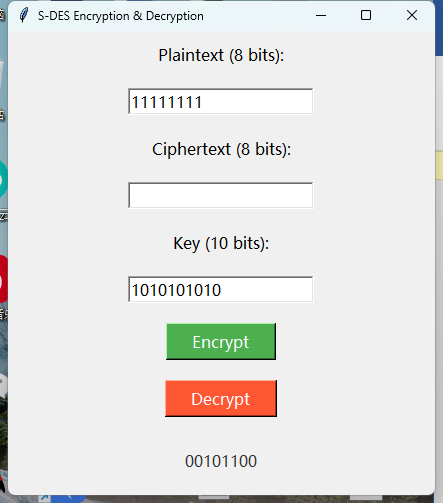 S-DES Encryption & Decryption
Plaintext (8 bits):
11111111
Ciphertext (8 bits):
Key (10 bits):
1010101010
Encrypt
Decrypt
00101100